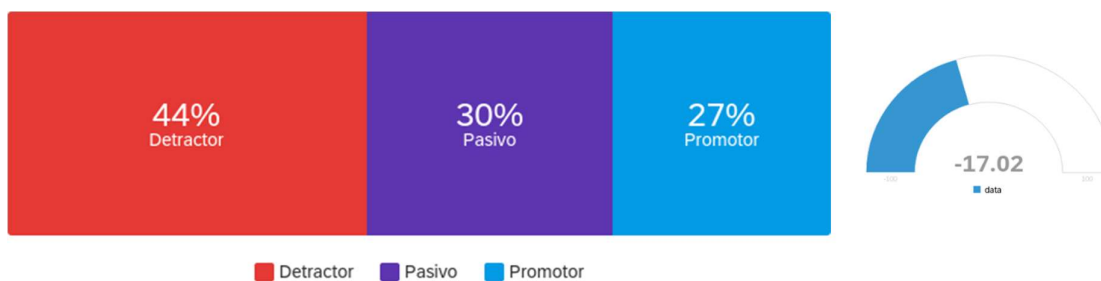 44%
Detractor
30%
Pasivo
27%
Promotor
-17.02
-100
100
data
Detractor Pasivo Promotor